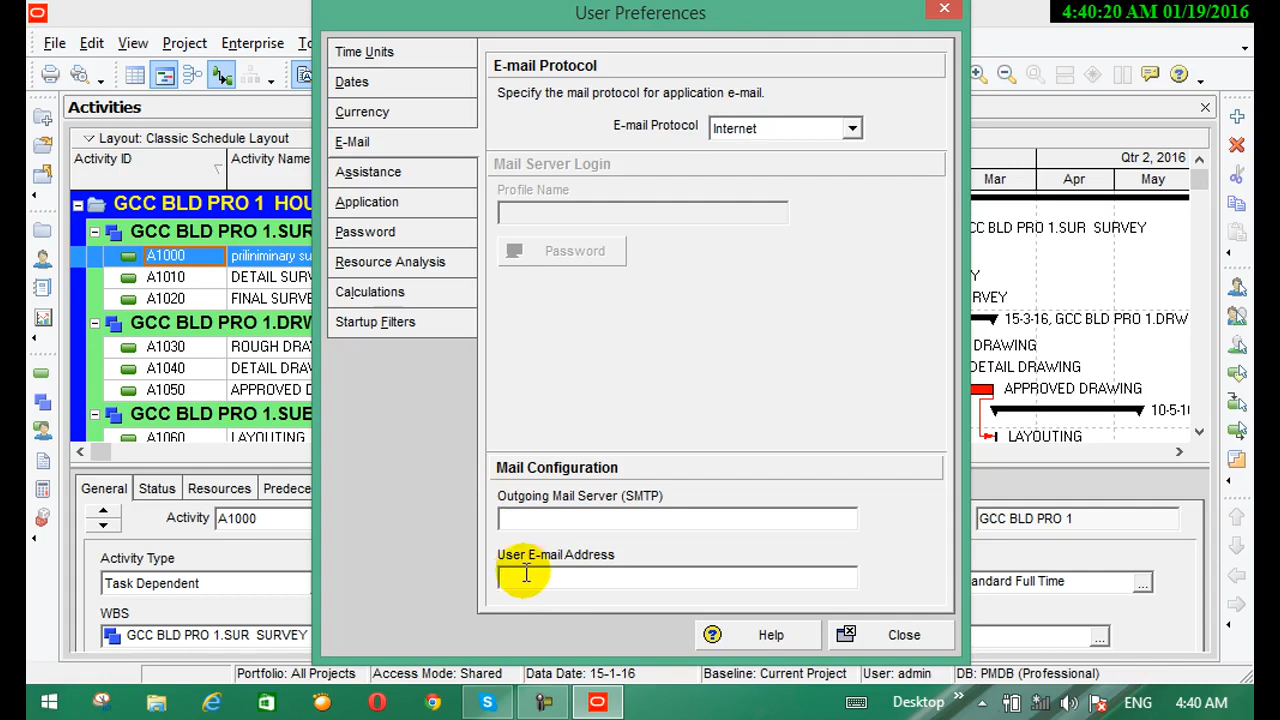 User Preferences
4:40:20 AM 01/19/2016
File Edit View Project Enterprise
Activities
Layout: Classic Schedule Layout
Activity ID
Activity Name
Qtr 2, 2016
Mar Apr May
GCC BLD PRO 1 HOU
GCC BLD PRO 1.SUR
A1000 priliniminary su
A1010 DETAIL SURV
A1020 FINAL SURVE
GCC BLD PRO 1.DRW
A1030 ROUGH DRA
A1040 DETAIL DRAW
A1050 APPROVED D
GCC BLD PRO 1.SUB
A1060 LAYOUTING
CC BLD PRO 1.SUR SURVEY
RVEY
15-3-16, GCC BLD PRO 1.DRW
DRAWING
DETAIL DRAWING
APPROVED DRAWING
10-5-1
LAYOUTING
Time Units
Dates
Currency
E-Mail
Assistance
Application
Password
Resource Analysis
Calculations
Startup Filters
E-mail Protocol
Specify the mail protocol for application e-mail.
E-mail Protocol Internet
Mail Server Login
Profile Name
Password
Mail Configuration
Outgoing Mail Server (SMTP)
User E-mail Address
Help Close
General Status Resources Predece
Activity A1000
GCC BLD PRO 1
Activity Type
Task Dependent
andard Full Time
WBS
GCC BLD PRO 1.SUR SURVEY
Portfolio: All Projects Access Mode: Shared Data Date: 15-1-16 Baseline: Current Project User: admin DB: PMDB (Professional)
Desktop ENG 4:40 AM